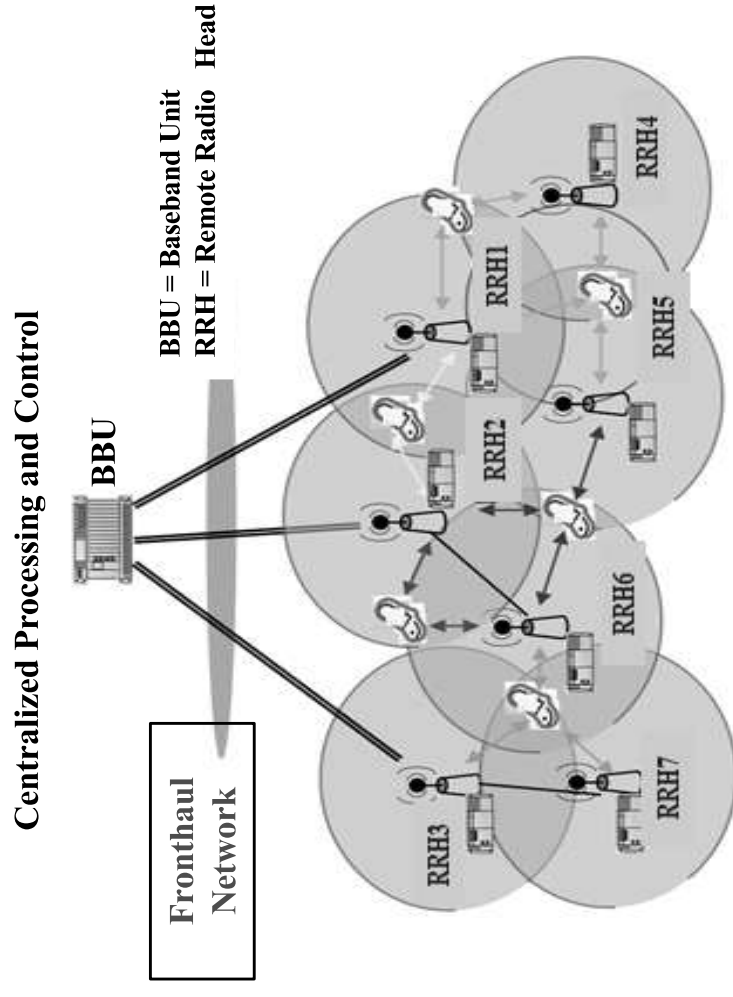 Centralized Processing and Control
BBU
BBU = Baseband Unit
RRH = Remote Radio Head
Fronthaul
Network
RRH3
RRH2
RRH1
RRH7
RRH6
RRH5
RRH4